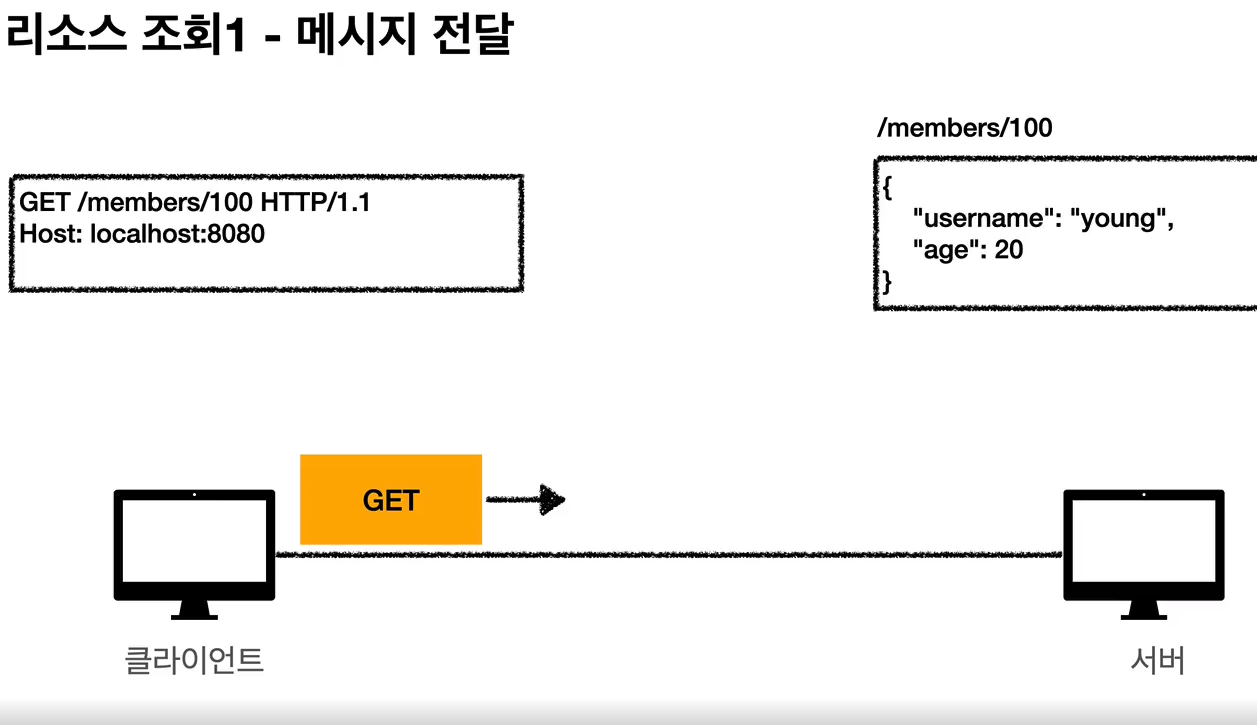 리소스 조회1 - 메시지 전달
/members/100
GET /members/100 HTTP/1.1
Host: localhost:8080
{
"username": "young",
"age": 20
}
GET
클라이언트
서버